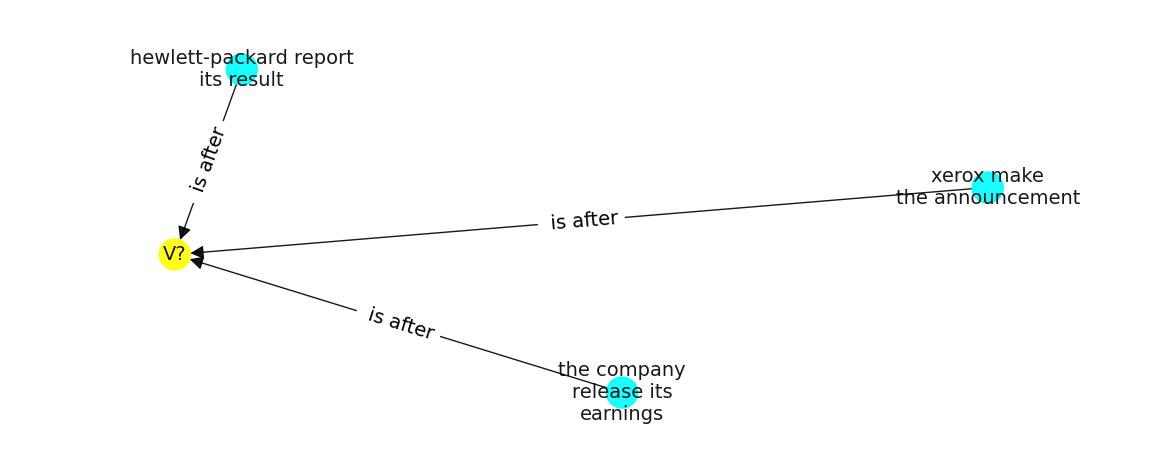 hewlett-packard report
its result
is after
xerox make
the announcement
is after
V?
is after
the company
release its
earnings